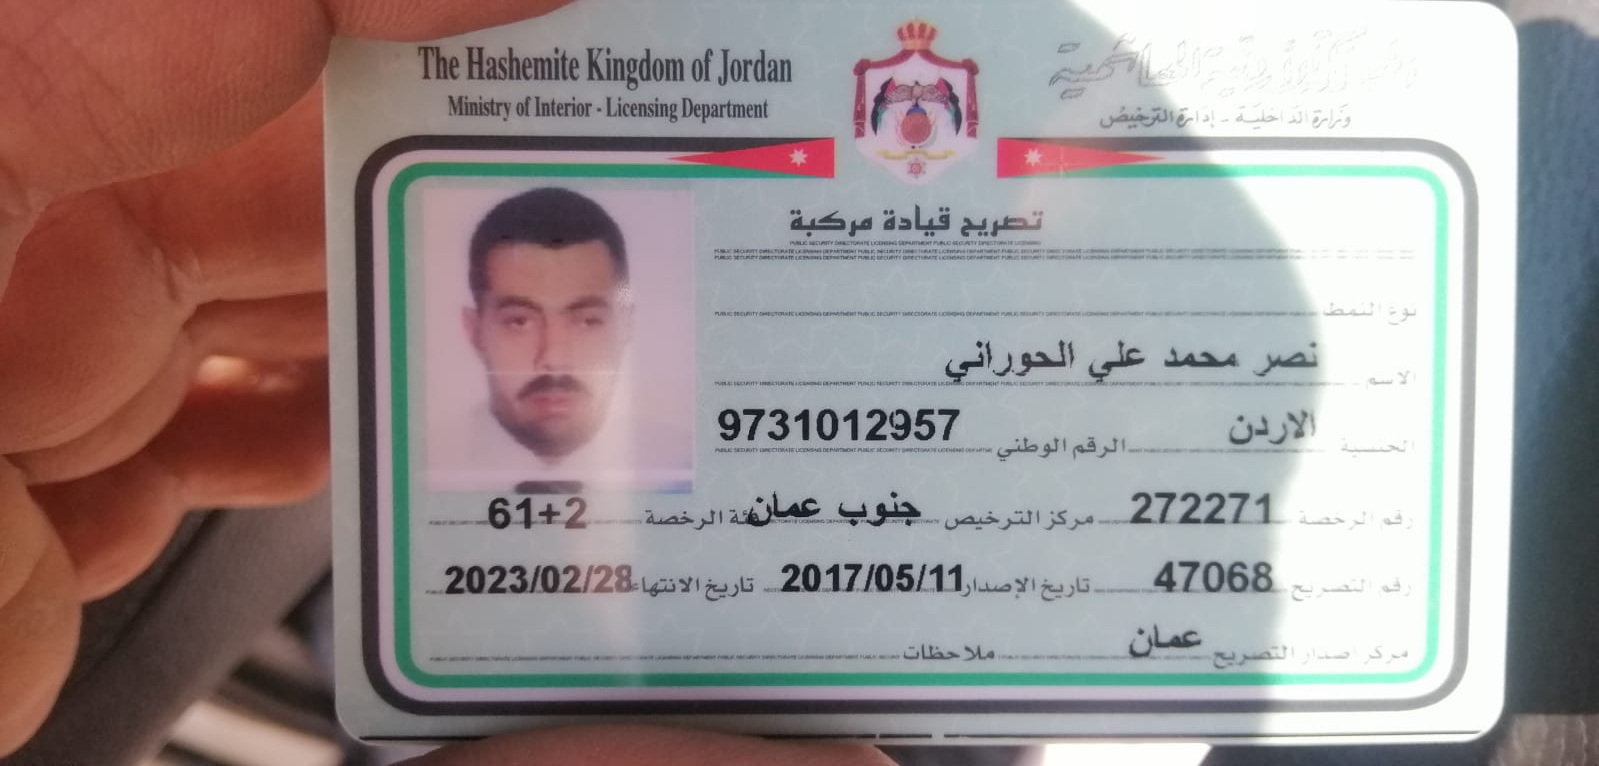 The Hashemite Kingdom of Jordan
المملكة الأردنية الهاشمية
Ministry of Interior - Licensing Department
وزارة الداخلية - إدارة الترخيص
تصريح قيادة مركبة
PUBLIC SECURITY DIRECTORATE LICENSING DEPARTMENT PUBLIC SECURITY DIRECTORATE LICENSING
نوع النمط
الاسم نصر محمد علي الحوراني
الجنسية الاردن الرقم الوطني 9731012957
رقم الرخصة 272271 مركز الترخيص جنوب عمان فئة الرخصة 61+2
رقم التصريح 47068 تاريخ الإصدار 2017/05/11 تاريخ الانتهاء 2023/02/28
مركز اصدار التصريح عمان ملاحظات